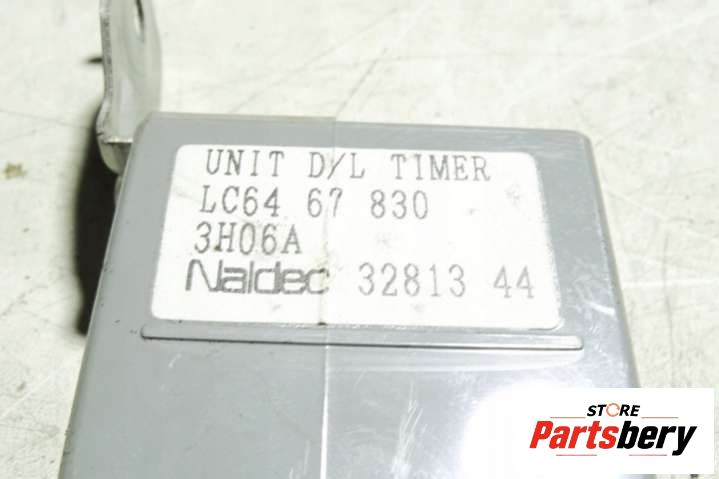 UNIT D/L TIMER
LC64 67 830
3H06A
Naldec 32813 44
STORE
Partsbery